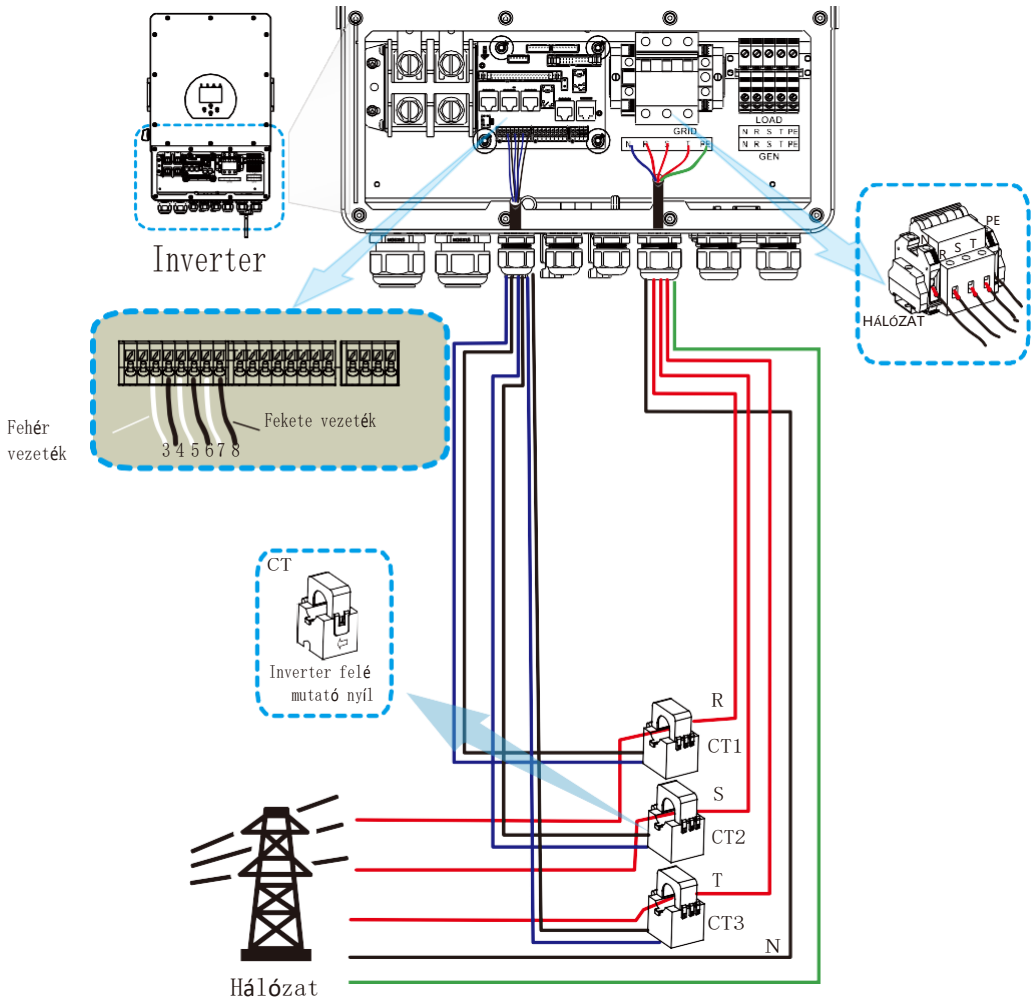 LOAD
N R S T PE
N R S T PE
GEN
GRID
N R S T PE
Inverter
PE
N
R S T
HÁLÓZAT
Fehér
vezeték
Fekete vezeték
3 4 5 6 7 8
CT
Inverter felé
mutató nyíl
R
CT1
S
CT2
T
CT3
N
Hálózat